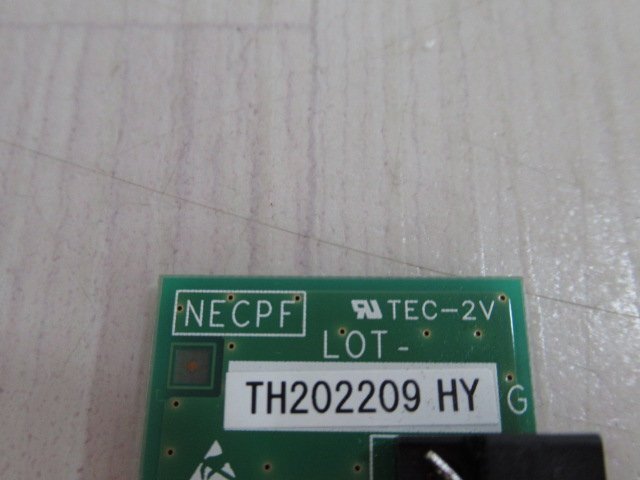 NECPF TEC-2V
LOT-
TH202209 HY G